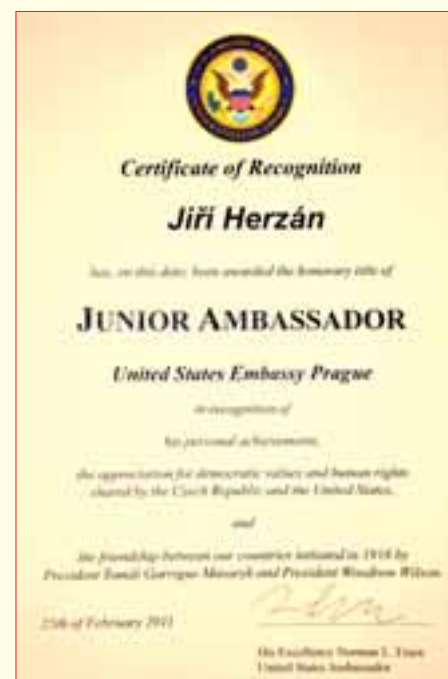 Certificate of Recognition
Jiří Herzán
has, on this date, been awarded the honorary title of
JUNIOR AMBASSADOR
United States Embassy Prague
in recognition of
his personal achievements,
the appreciation for democratic values and human rights
shared by the Czech Republic and the United States,
and
the friendship between our countries initiated in 1918 by
President Tomáš Garrigue Masaryk and President Woodrow Wilson
25th of February 2011
His Excellency Norman L. Eisen
United States Ambassador